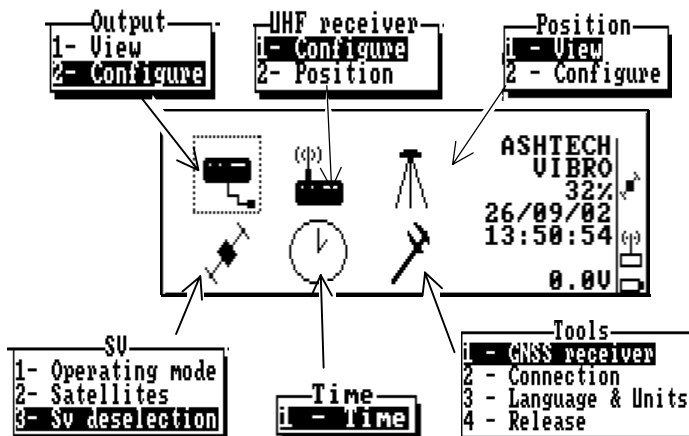 Output
1- View
2- Configure
UHF receiver
1- Configure
2- Position
Position
1 - View
2 - Configure
ASHTECH
VIBRO
32%
26/09/02
13:50:54
0.0V
SV
1- Operating mode
2- Satellites
3- Sv deselection
Time
1 - Time
Tools
1 - GNSS receiver
2 - Connection
3 - Language & Units
4 - Release